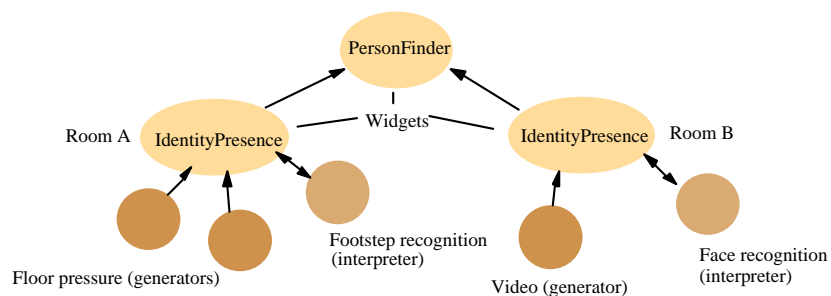 PersonFinder
Widgets
Room A
IdentityPresence
IdentityPresence
Room B
Footstep recognition
(interpreter)
Floor pressure (generators)
Video (generator)
Face recognition
(interpreter)